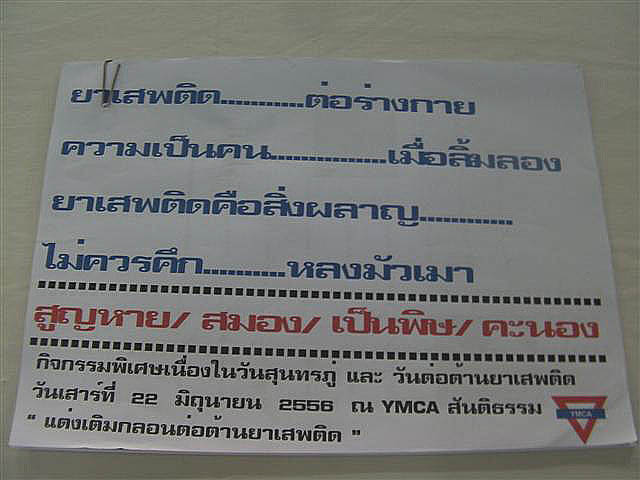 ยาเสพติด...........ต่อร่างกาย
ความเป็นคน...............เมื่อลิ้มลอง
ยาเสพติดคือสิ่งผลาญ............
ไม่ควรคึก...........หลงมัวเมา
สูญหาย/ สมอง/ เป็นพิษ/ คะนอง
กิจกรรมพิเศษเนื่องในวันสุนทรภู่ และ วันต่อต้านยาเสพติด
วันเสาร์ที่ 22 มิถุนายน 2556 ณ YMCA สันติธรรม
" แต่งเติมกลอนต่อต้านยาเสพติด "
YMCA